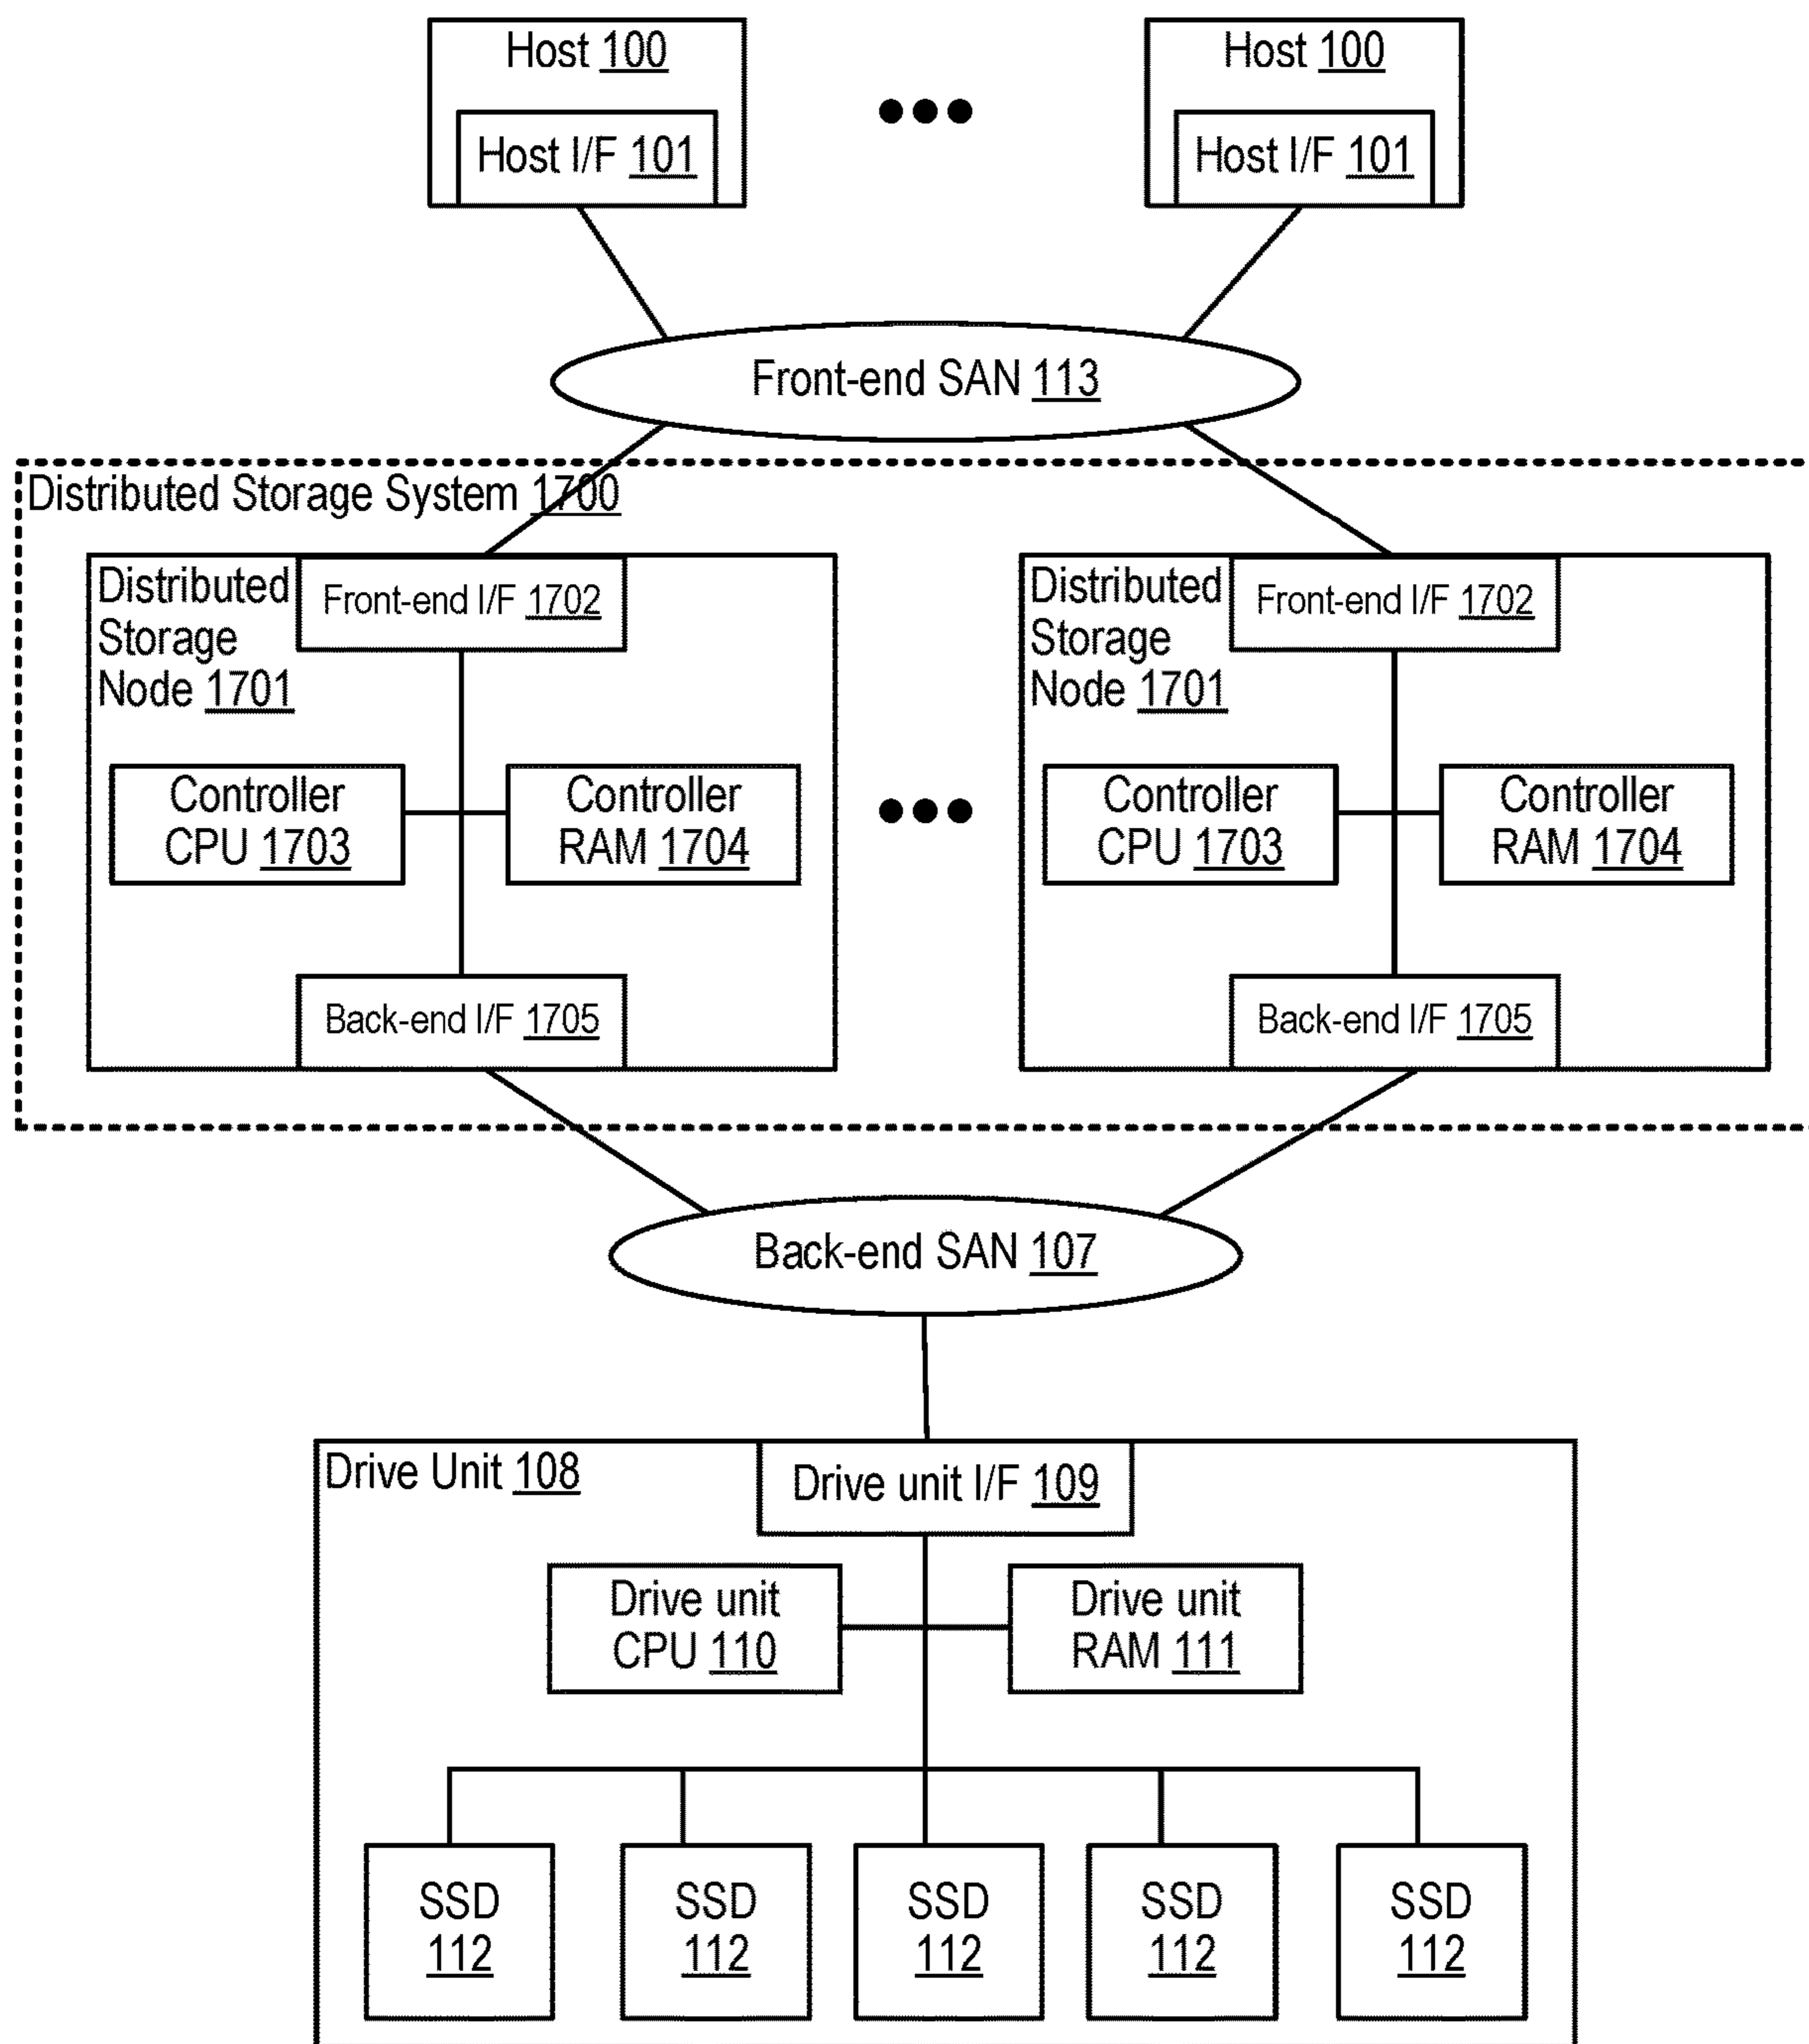 Host 100
Host I/F 101
Host 100
Host I/F 101
Front-end SAN 113
Distributed Storage System 1700
Distributed
Storage
Node 1701
Front-end I/F 1702
Controller
CPU 1703
Controller
RAM 1704
Back-end I/F 1705
Distributed
Storage
Node 1701
Front-end I/F 1702
Controller
CPU 1703
Controller
RAM 1704
Back-end I/F 1705
Back-end SAN 107
Drive Unit 108
Drive unit I/F 109
Drive unit
CPU 110
Drive unit
RAM 111
SSD
112
SSD
112
SSD
112
SSD
112
SSD
112